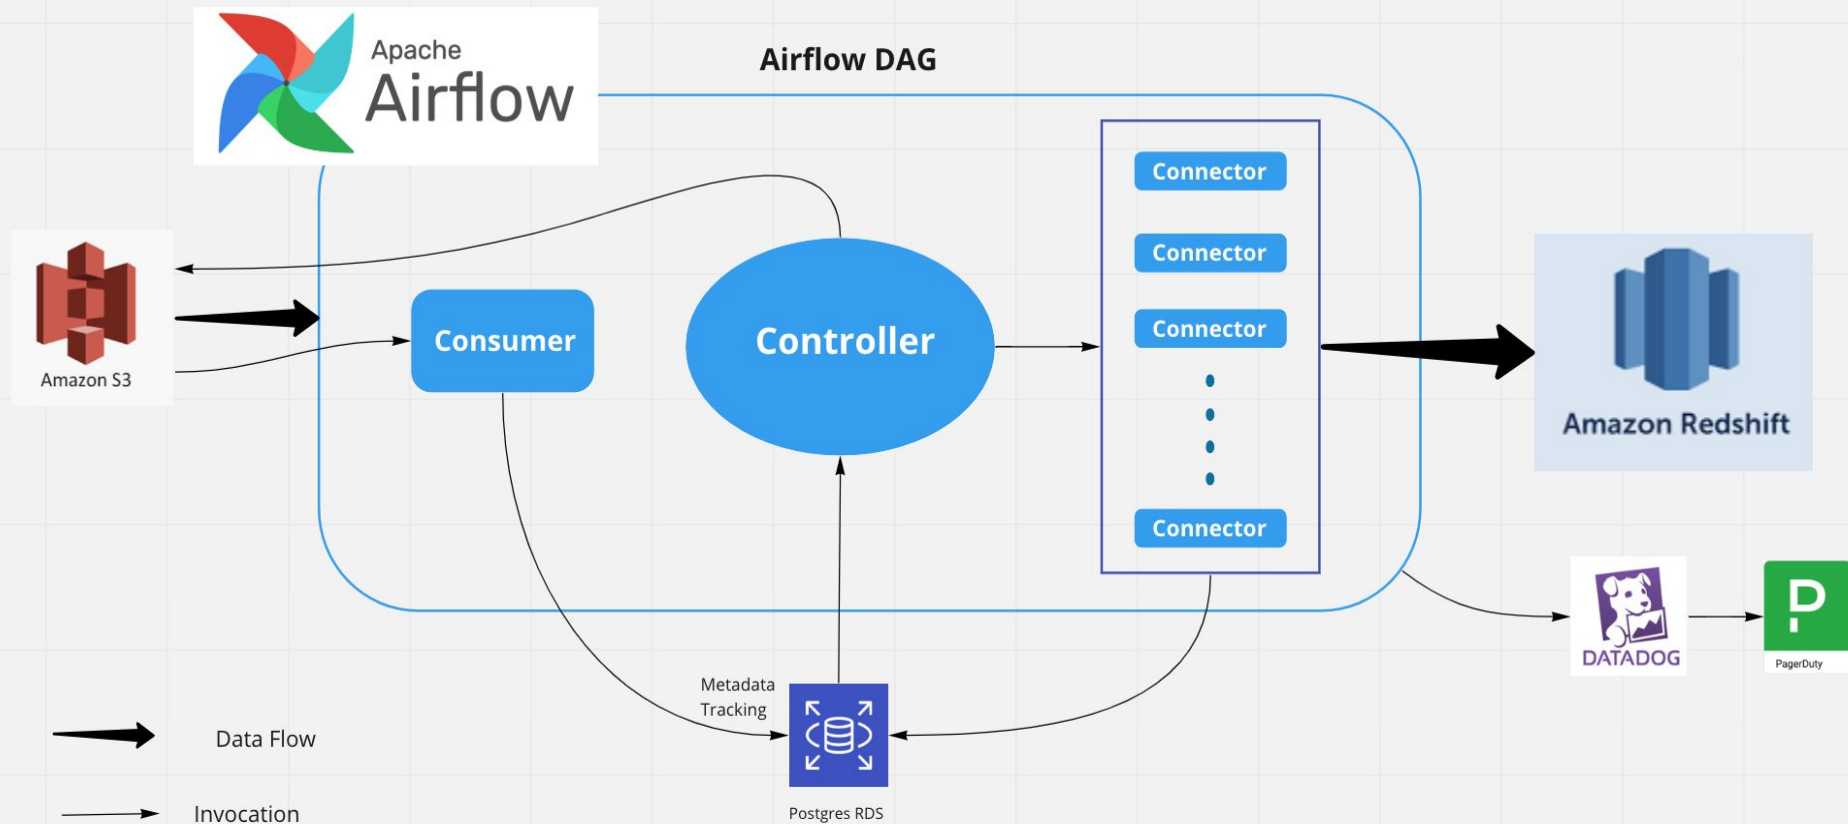 Apache
Airflow
Airflow DAG
Connector
Connector
Connector
Connector
Consumer
Controller
Amazon S3
Amazon Redshift
DATADOG
P
PagerDuty
Metadata
Tracking
Postgres RDS
Data Flow
Invocation